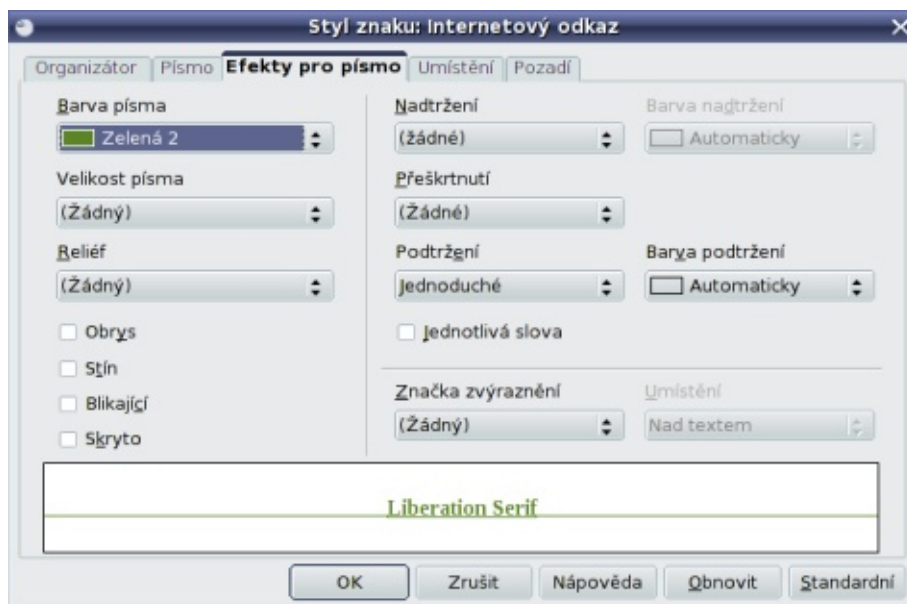 Styl znaku: Internetový odkaz
Organizátor Písmo Efekty pro písmo Umístění Pozadí
Barva písma
Zelená 2
Velikost písma
(Žádný)
Reliéf
(Žádný)
Obrys
Stín
Blikající
Skryto
Nadtržení
(žádné)
Barva nadtržení
Automaticky
Přeškrtnutí
(Žádné)
Podtržení
Jednoduché
Barva podtržení
Automaticky
Jednotlivá slova
Značka zvýraznění
(Žádný)
Umístění
Nad textem
Liberation Serif
OK Zrušit Nápověda Obnovit Standardní